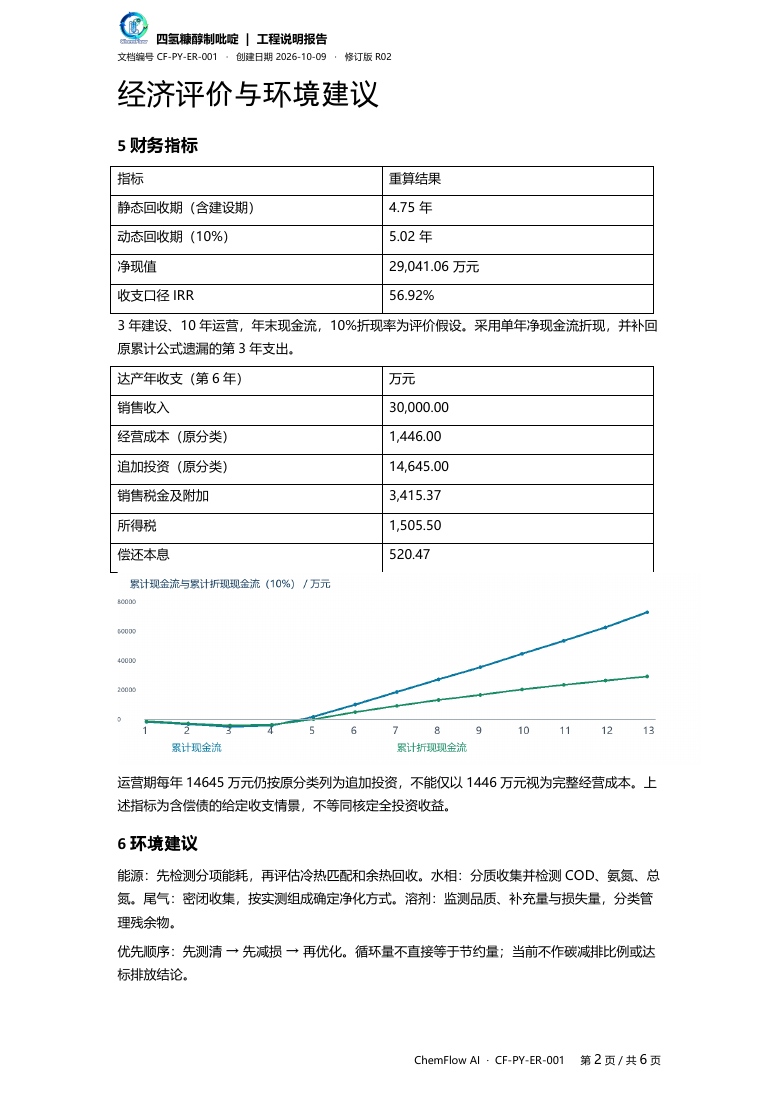 四氢糠醇制吡啶 | 工程说明报告
文档编号 CF-PY-ER-001 · 创建日期 2026-10-09 · 修订版 R02
经济评价与环境建议
5 财务指标
指标 重算结果
静态回收期（含建设期） 4.75 年
动态回收期（10%） 5.02 年
净现值 29,041.06 万元
收支口径 IRR 56.92%
3 年建设、10 年运营，年末现金流，10%折现率为评价假设。采用单年净现金流折现，并补回
原累计公式遗漏的第 3 年支出。
达产年收支（第 6 年） 万元
销售收入 30,000.00
经营成本（原分类） 1,446.00
追加投资（原分类） 14,645.00
销售税金及附加 3,415.37
所得税 1,505.50
偿还本息 520.47
累计现金流与累计折现现金流（10%） / 万元
80000
60000
40000
20000
0
1 2 3 4 5 6 7 8 9 10 11 12 13
累计现金流 累计折现现金流
运营期每年 14645 万元仍按原分类列为追加投资，不能仅以 1446 万元视为完整经营成本。上
述指标为含偿债的给定收支情景，不等同核定全投资收益。
6 环境建议
能源：先检测分项能耗，再评估冷热匹配和余热回收。水相：分质收集并检测 COD、氨氮、总
氮。尾气：密闭收集，按实测组成确定净化方式。溶剂：监测品质、补充量与损失量，分类管
理残余物。
优先顺序：先测清 → 先减损 → 再优化。循环量不直接等于节约量；当前不作碳减排比例或达
标排放结论。
ChemFlow AI · CF-PY-ER-001 第 2 页 / 共 6 页